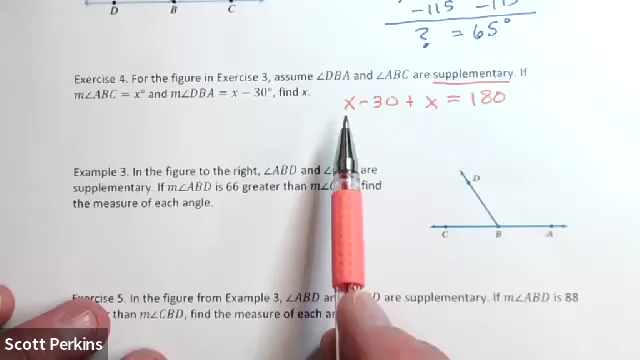 -115 -115
D B C
? = 65°
Exercise 4. For the figure in Exercise 3, assume ∠DBA and ∠ABC are supplementary. If
m∠ABC = x° and m∠DBA = x − 30°, find x.
x - 30 + x = 180
Example 3. In the figure to the right, ∠ABD and are
supplementary. If m∠ABD is 66 greater than find
the measure of each angle.
D
C B A
In the figure from Example 3, ∠ABD are supplementary. If m∠ABD is 88
than m∠CBD, find the measure of each
Scott Perkins